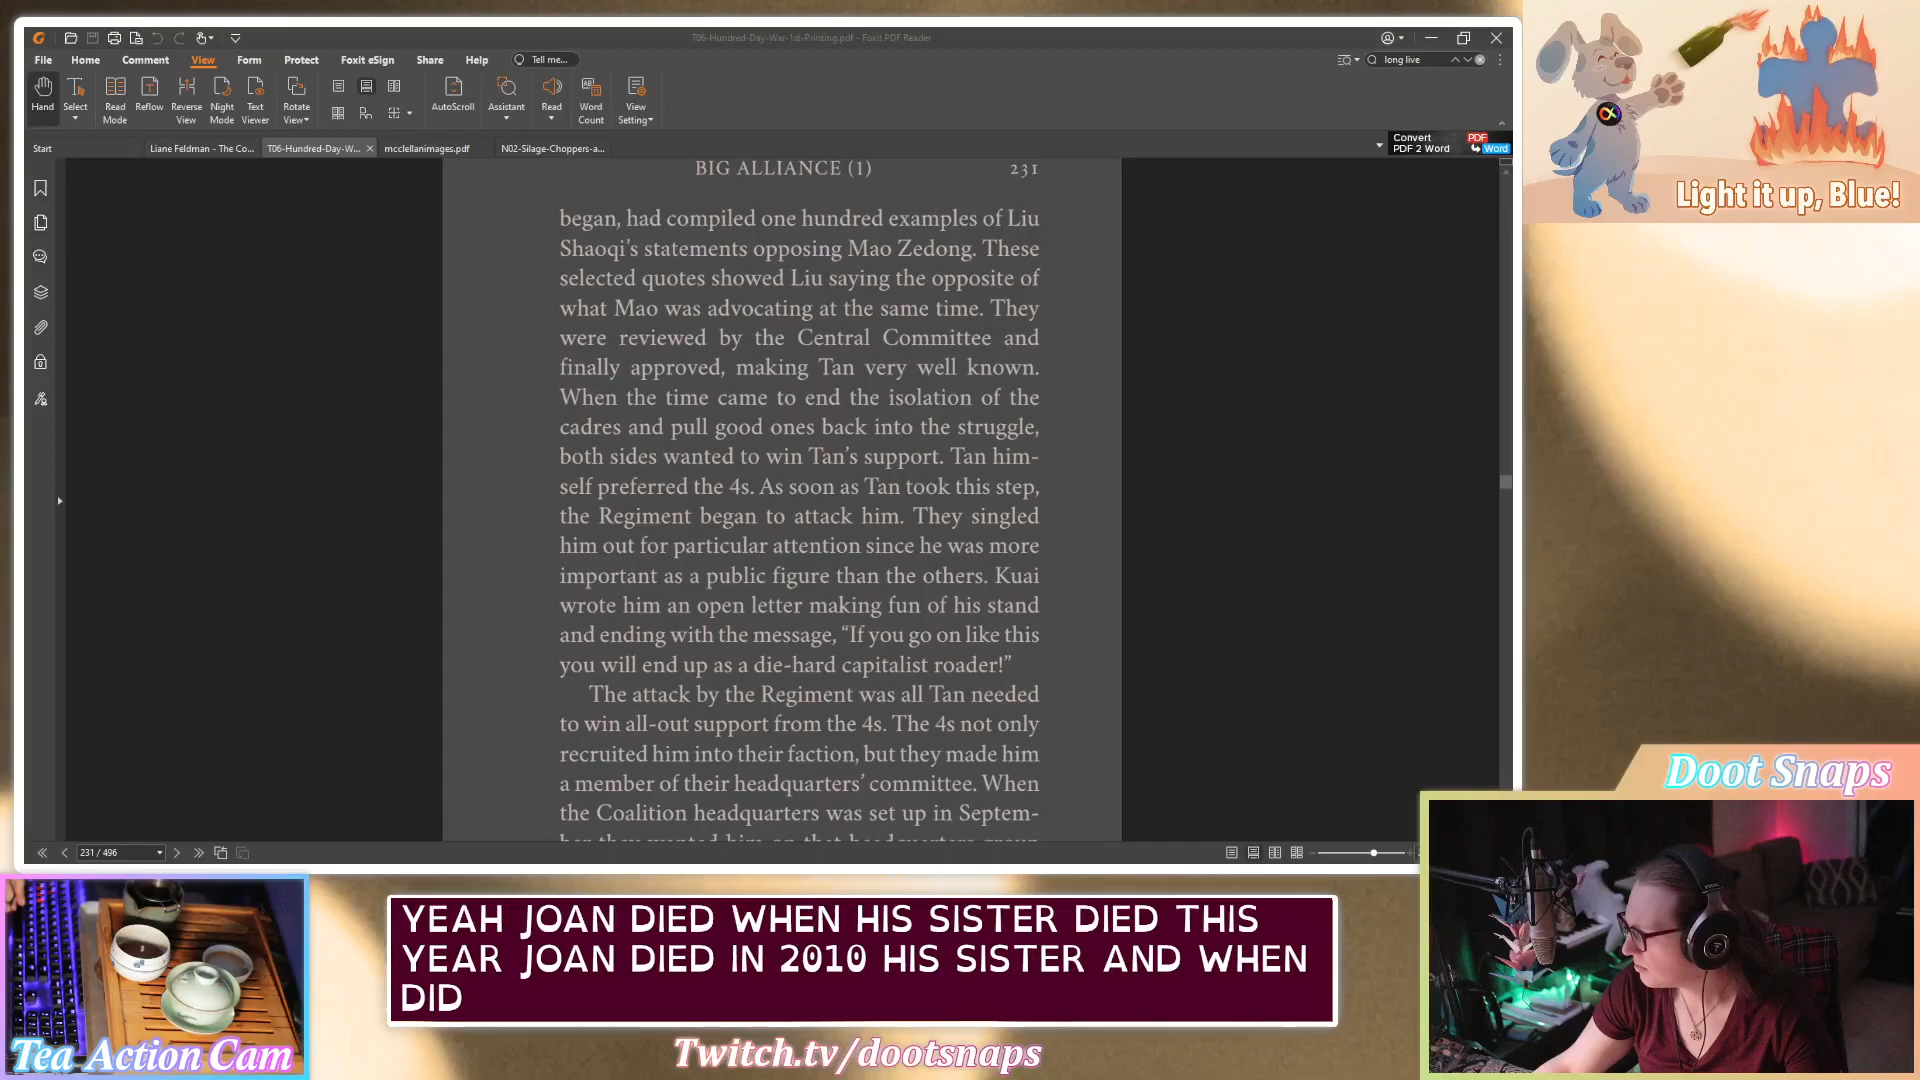 T06-Hundred-Day-War-1st-Printing.pdf - Foxit PDF Reader
File Home Comment View Form Protect Foxit eSign Share Help Tell me... long live
Hand Select Read Mode Reflow Reverse View Night Mode Text Viewer Rotate View AutoScroll Assistant Read Word Count View Setting
Start Liane Feldman - The Co... T06-Hundred-Day-W... mcclellanimages.pdf N02-Silage-Choppers-a... Convert PDF 2 Word PDF Word
BIG ALLIANCE (1) 231
began, had compiled one hundred examples of Liu
Shaoqi’s statements opposing Mao Zedong. These
selected quotes showed Liu saying the opposite of
what Mao was advocating at the same time. They
were reviewed by the Central Committee and
finally approved, making Tan very well known.
When the time came to end the isolation of the
cadres and pull good ones back into the struggle,
both sides wanted to win Tan’s support. Tan him-
self preferred the 4s. As soon as Tan took this step,
the Regiment began to attack him. They singled
him out for particular attention since he was more
important as a public figure than the others. Kuai
wrote him an open letter making fun of his stand
and ending with the message, “If you go on like this
you will end up as a die-hard capitalist roader!”
The attack by the Regiment was all Tan needed
to win all-out support from the 4s. The 4s not only
recruited him into their faction, but they made him
a member of their headquarters’ committee. When
the Coalition headquarters was set up in Septem-
231 / 496
Light it up, Blue!
Doot Snaps
YEAH JOAN DIED WHEN HIS SISTER DIED THIS
YEAR JOAN DIED IN 2010 HIS SISTER AND WHEN
DID
Tea Action Cam
Twitch.tv/dootsnaps